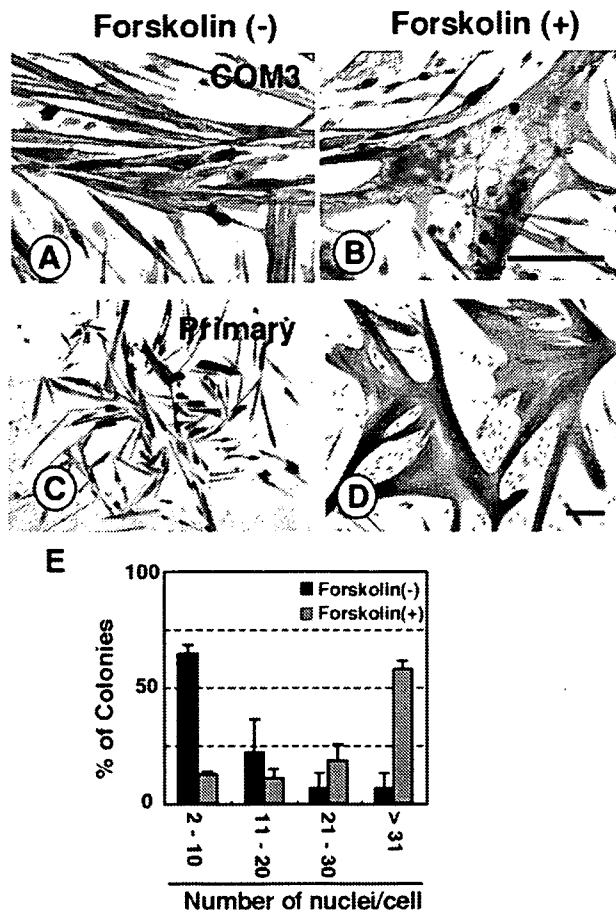 Forskolin (-)
Forskolin (+)
COM3
A
B
Primary
C
D
E
Forskolin(-)
Forskolin(+)
100
50
0
% of Colonies
2 - 10
11 - 20
21 - 30
> 31
Number of nuclei/cell